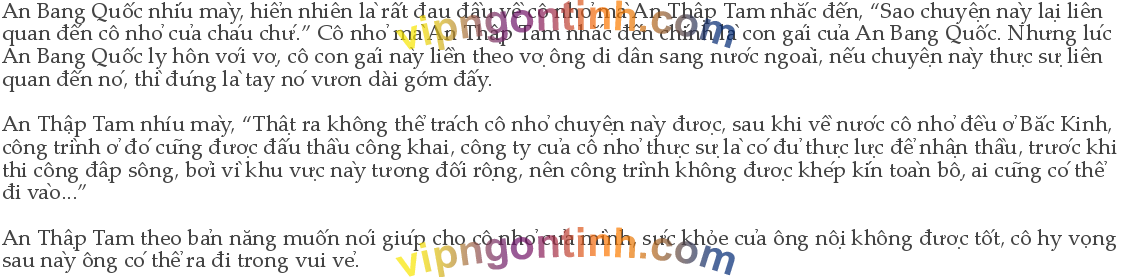 An Bang Quốc nhíu mày, hiển nhiên là rất đau đầu về cô nhỏ mà An Thập Tam nhắc đến, “Sao chuyện này lại liên
quan đến cô nhỏ của cháu chứ.” Cô nhỏ mà An Thập Tam nhắc đến chính là con gái của An Bang Quốc. Nhưng lúc
An Bang Quốc ly hôn với vợ, cô con gái này liền theo vợ ông di dân sang nước ngoài, nếu chuyện này thực sự liên
quan đến nó, thì đúng là tay nó vươn dài gớm đấy.
An Thập Tam nhíu mày, “Thật ra không thể trách cô nhỏ chuyện này được, sau khi về nước cô nhỏ đều ở Bắc Kinh,
công trình ở đó cũng được đấu thầu công khai, công ty của cô nhỏ thực sự là có đủ thực lực để nhận thầu, trước khi
thi công đập sông, bởi vì khu vực này tương đối rộng, nên công trình không được khép kín toàn bộ, ai cũng có thể
đi vào...”
An Thập Tam theo bản năng muốn nói giúp cho cô nhỏ của mình, sức khỏe của ông nội không được tốt, cô hy vọng
sau này ông có thể ra đi trong vui vẻ.
vipngontinh.com
vipngontinh.com